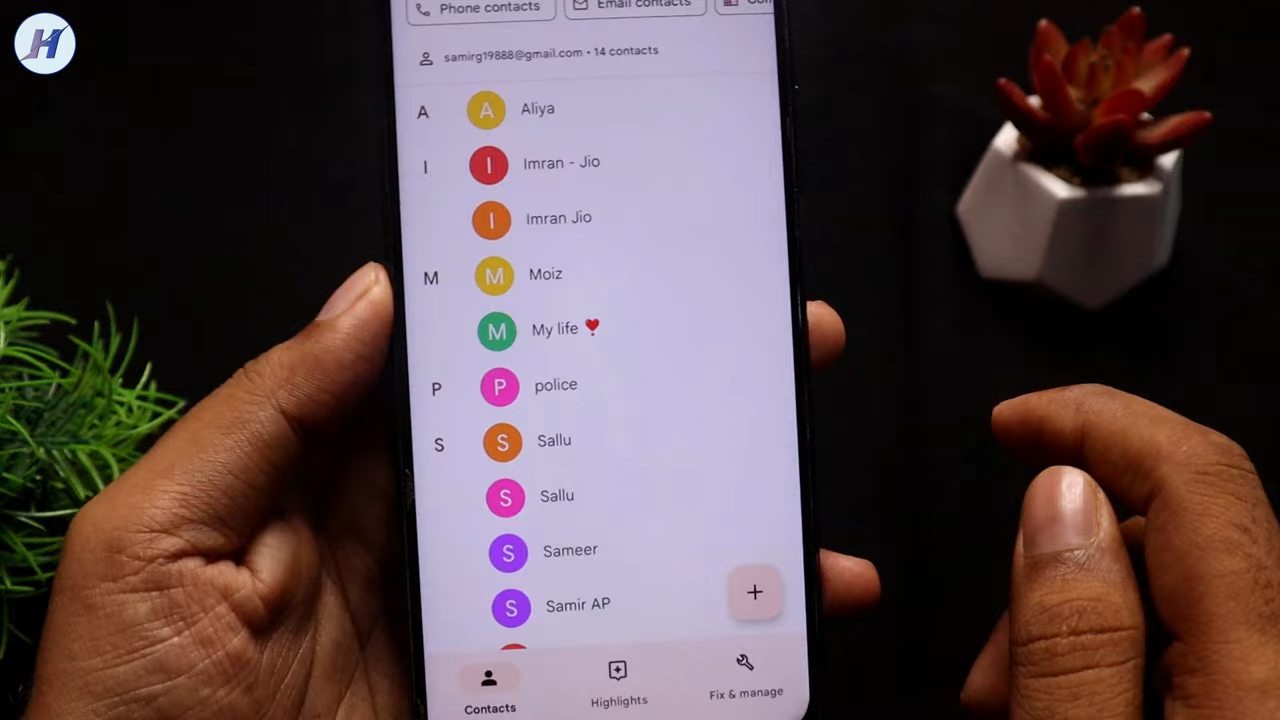 H
Phone contacts
Email contacts
samirg19888@gmail.com • 14 contacts
A
A
Aliya
I
I
Imran - Jio
I
Imran Jio
M
M
Moiz
M
My life ❣
P
P
police
S
S
Sallu
S
Sallu
S
Sameer
S
Samir AP
+
Contacts
Highlights
Fix & manage